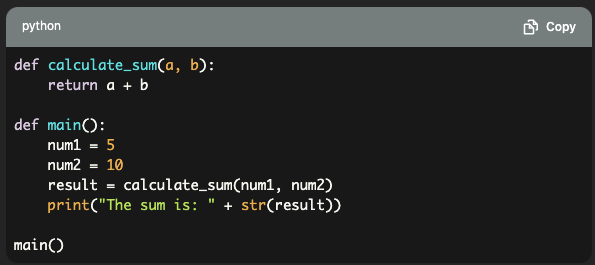 python
Copy
def calculate_sum(a, b):
    return a + b
def main():
    num1 = 5
    num2 = 10
    result = calculate_sum(num1, num2)
    print("The sum is: " + str(result))
main()